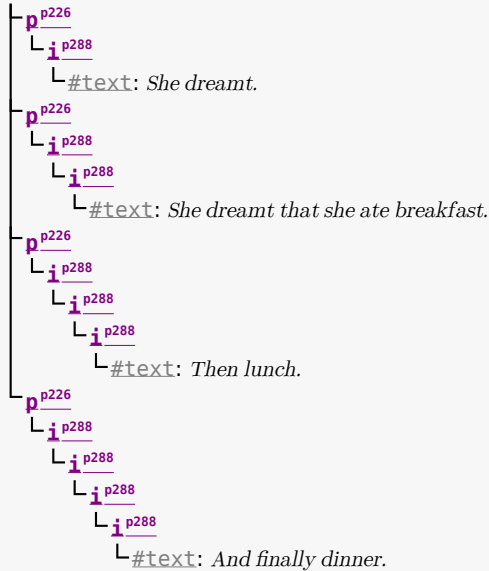 p p226
i p288
#text: She dreamt.
p p226
i p288
i p288
#text: She dreamt that she ate breakfast.
p p226
i p288
i p288
i p288
#text: Then lunch.
p p226
i p288
i p288
i p288
i p288
#text: And finally dinner.